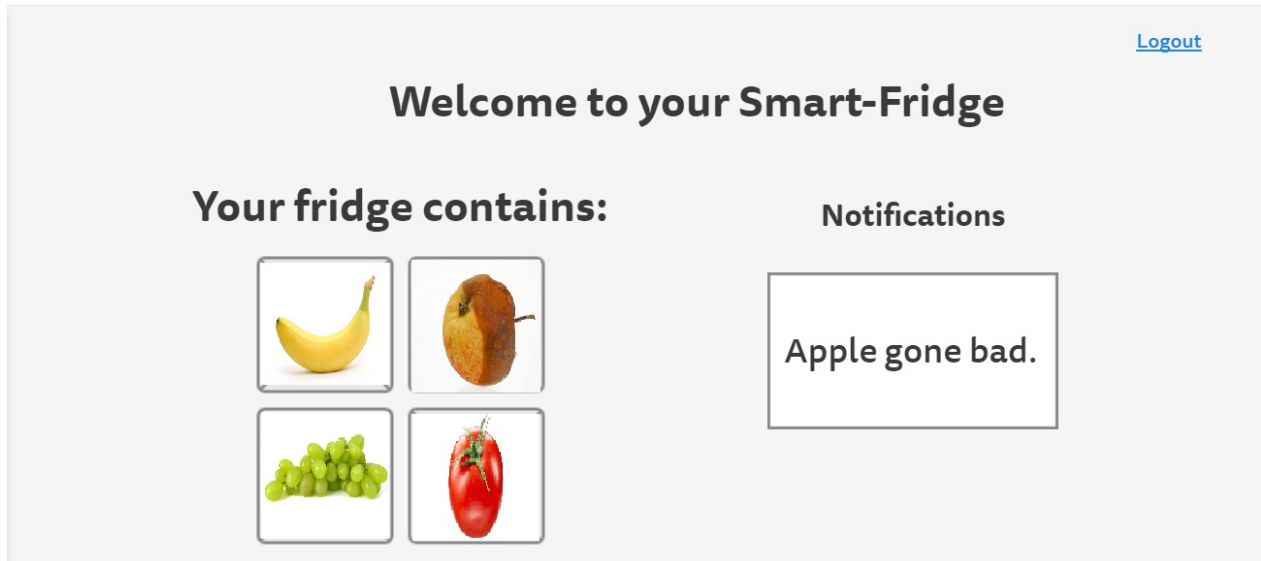 Logout
Welcome to your Smart-Fridge
Your fridge contains:
Notifications
Apple gone bad.